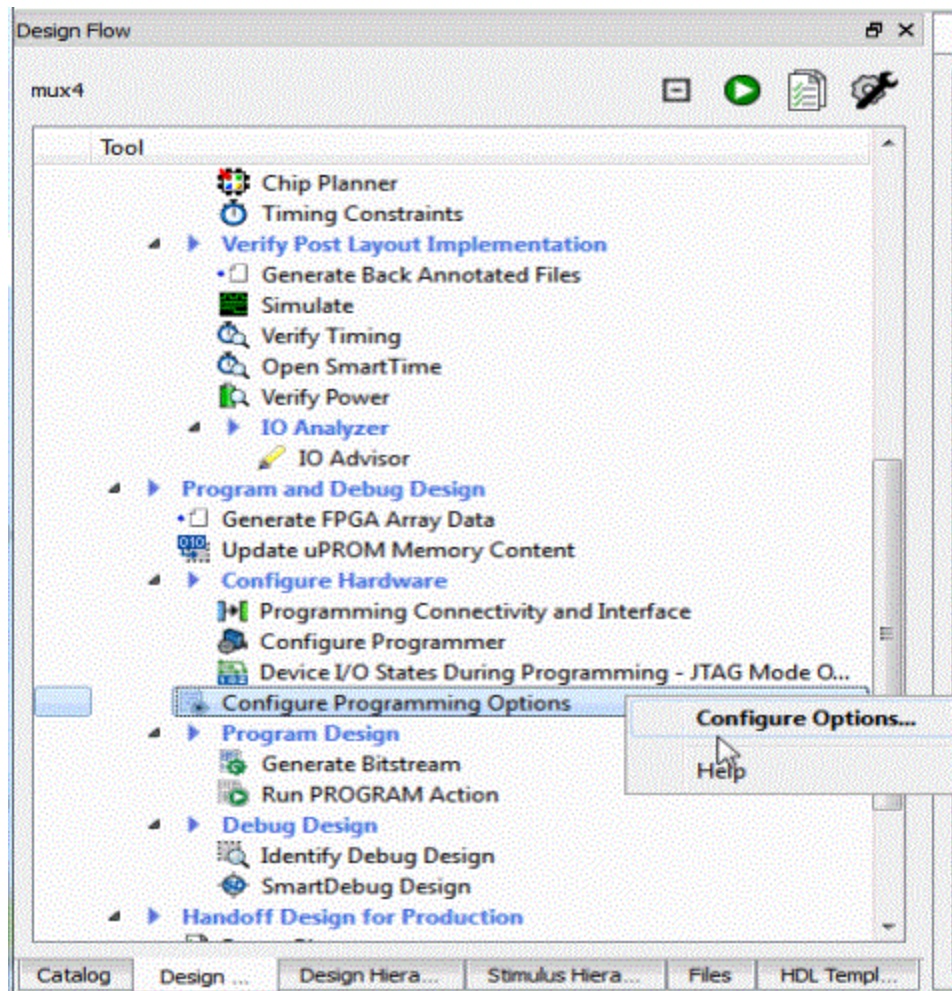 Design Flow
mux4
Tool
Chip Planner
Timing Constraints
Verify Post Layout Implementation
Generate Back Annotated Files
Simulate
Verify Timing
Open SmartTime
Verify Power
IO Analyzer
IO Advisor
Program and Debug Design
Generate FPGA Array Data
Update uPROM Memory Content
Configure Hardware
Programming Connectivity and Interface
Configure Programmer
Device I/O States During Programming - JTAG Mode O...
Configure Programming Options
Configure Options...
Program Design
Help
Generate Bitstream
Run PROGRAM Action
Debug Design
Identify Debug Design
SmartDebug Design
Handoff Design for Production
Catalog Design ... Design Hiera... Stimulus Hiera... Files HDL Templ...